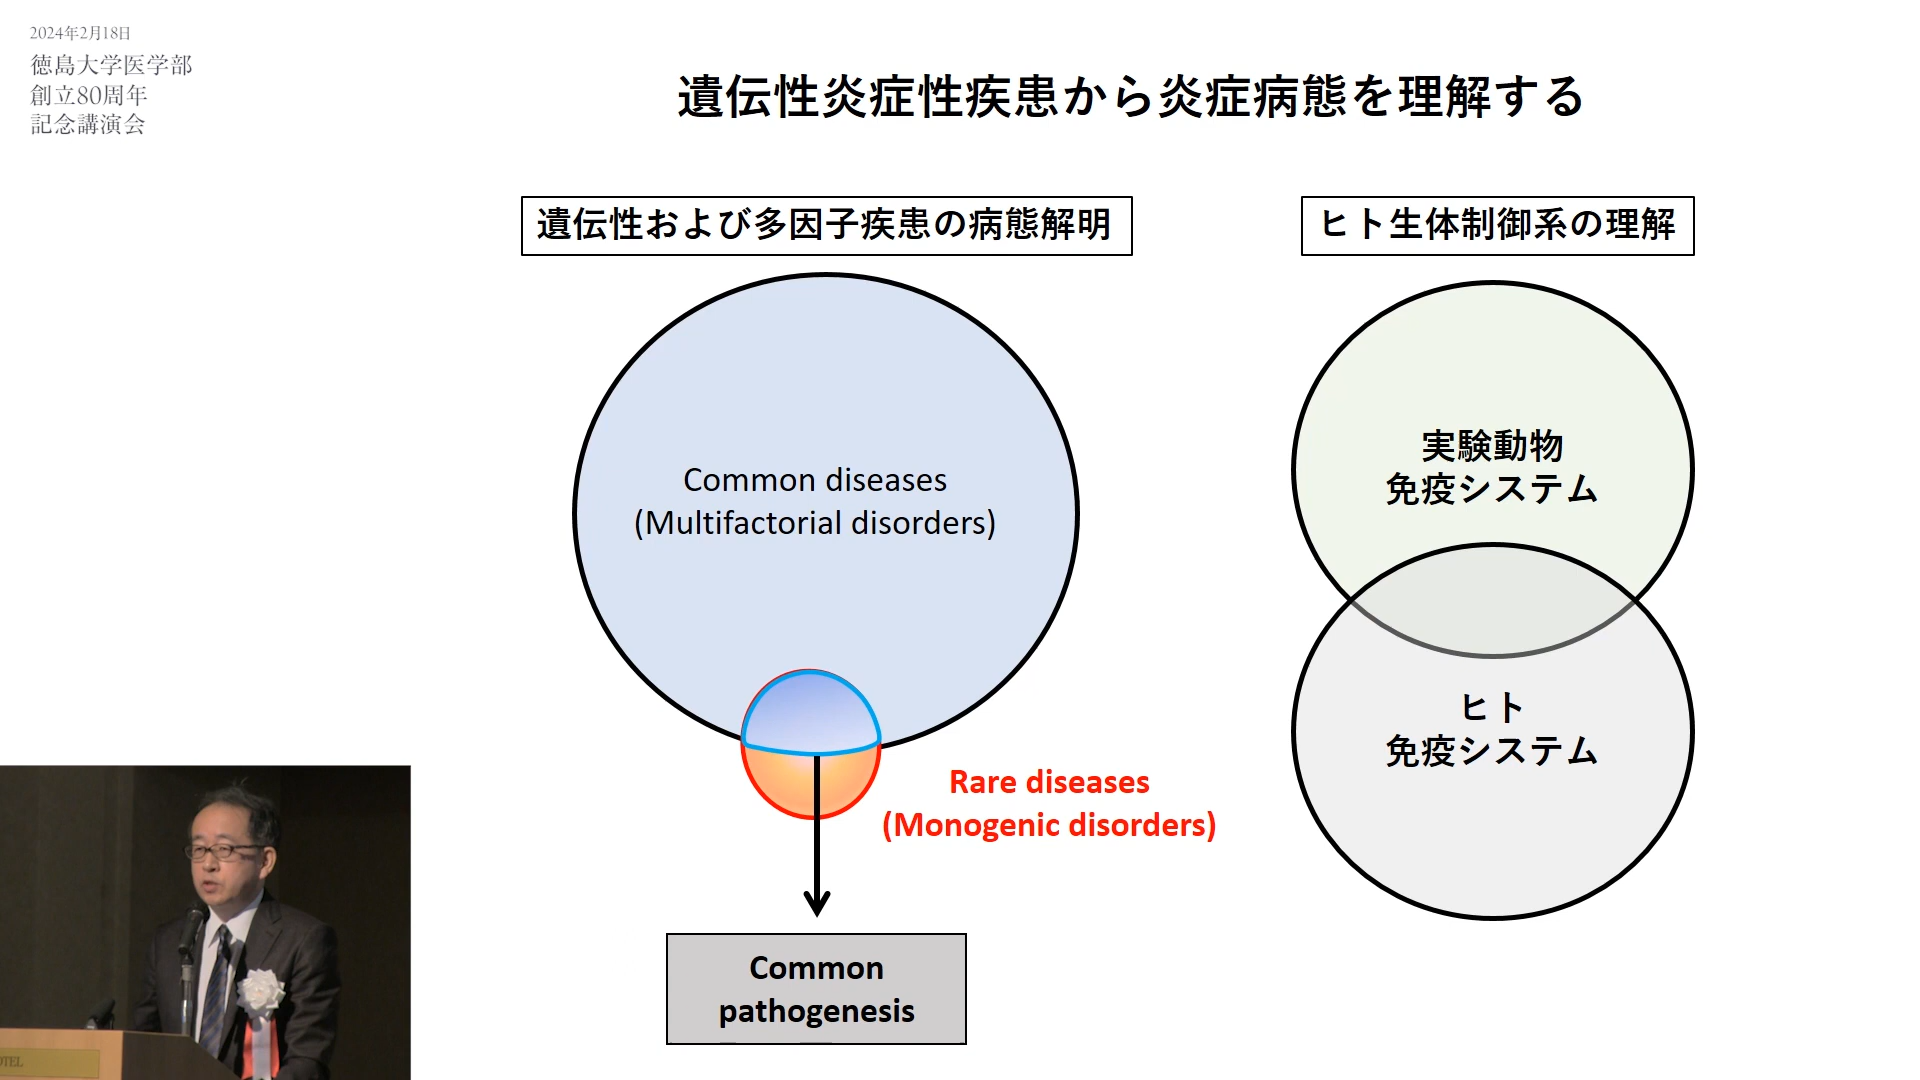 2024年2月18日
徳島大学医学部
創立80周年
記念講演会
遺伝性炎症性疾患から炎症病態を理解する
遺伝性および多因子疾患の病態解明
Common diseases
(Multifactorial disorders)
Rare diseases
(Monogenic disorders)
Common
pathogenesis
ヒト生体制御系の理解
実験動物
免疫システム
ヒト
免疫システム